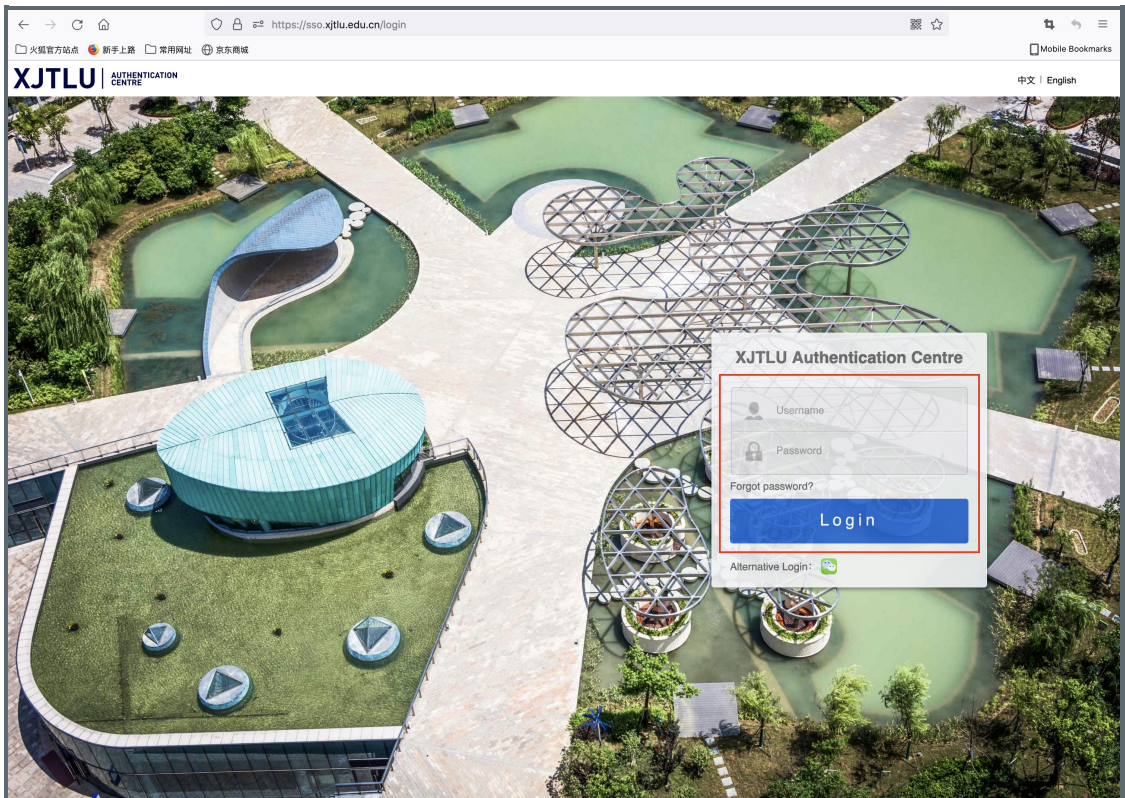 https://sso.xjtlu.edu.cn/login
火狐官方站点 新手上路 常用网址 京东商城 Mobile Bookmarks
XJTLU AUTHENTICATION CENTRE
中文 | English
XJTLU Authentication Centre
Username
Password
Forgot password?
Login
Alternative Login: